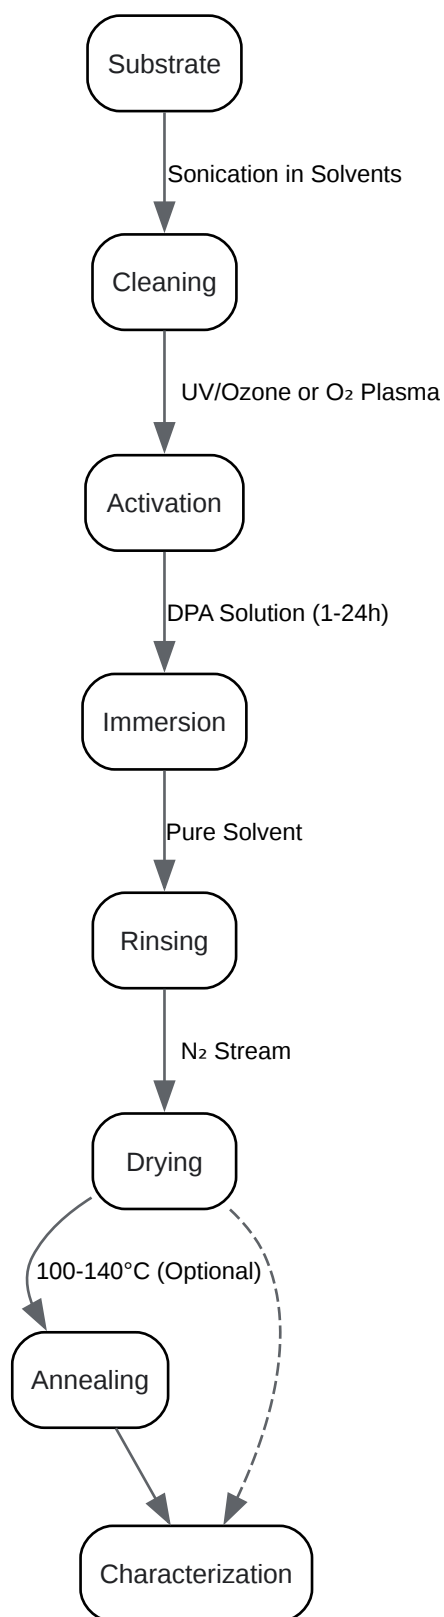 Substrate
Sonication in Solvents
Cleaning
UV/Ozone or O₂ Plasma
Activation
DPA Solution (1-24h)
Immersion
Pure Solvent
Rinsing
N₂ Stream
Drying
100-140°C (Optional)
Annealing
Characterization